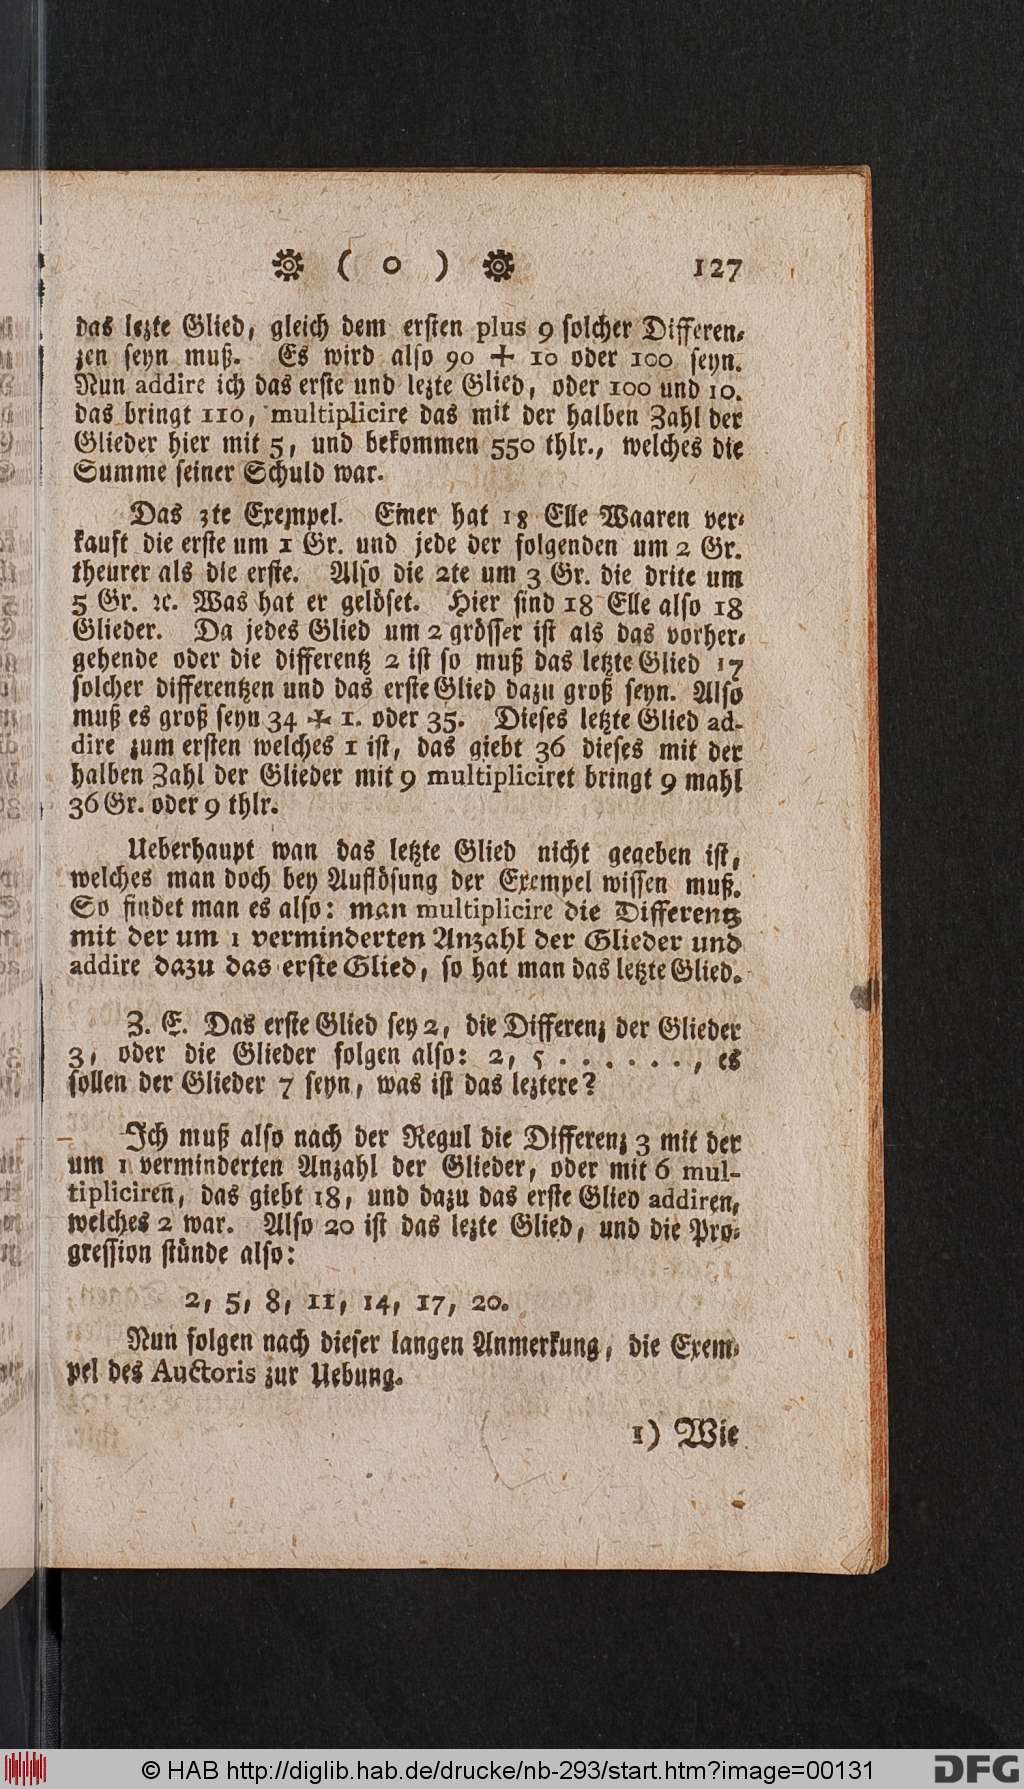 ( o ) 127
das lezte Glied, gleich dem ersten plus 9 solcher Differen-
zen seyn muß. Es wird also 90 + 10 oder 100 seyn.
Nun addire ich das erste und lezte Glied, oder 100 und 10.
das bringt 110, multiplicire das mit der halben Zahl der
Glieder hier mit 5, und bekommen 550 thlr., welches die
Summe seiner Schuld war.
Das 3te Exempel. Einer hat 18 Elle Waaren ver-
kauft die erste um 1 Gr. und jede der folgenden um 2 Gr.
theurer als die erste. Also die 2te um 3 Gr. die drite um
5 Gr. ꝛc. Was hat er gelöset. Hier sind 18 Elle also 18
Glieder. Da jedes Glied um 2 grösser ist als das vorher-
gehende oder die differentz 2 ist so muß das letzte Glied 17
solcher differentzen und das erste Glied dazu groß seyn. Also
muß es groß seyn 34 + 1. oder 35. Dieses letzte Glied ad-
dire zum ersten welches 1 ist, das giebt 36 dieses mit der
halben Zahl der Glieder mit 9 multipliciret bringt 9 mahl
36 Gr. oder 9 thlr.
Ueberhaupt wan das letzte Glied nicht gegeben ist,
welches man doch bey Auflösung der Exempel wissen muß.
So findet man es also: man multiplicire die Differentz
mit der um 1 verminderten Anzahl der Glieder und
addire dazu das erste Glied, so hat man das letzte Glied.
Z. E. Das erste Glied sey 2, die Differenz der Glieder
3, oder die Glieder folgen also: 2, 5 . . . . . . ., es
sollen der Glieder 7 seyn, was ist das leztere?
Ich muß also nach der Regul die Differenz 3 mit der
um 1 verminderten Anzahl der Glieder, oder mit 6 mul-
tipliciren, das giebt 18, und dazu das erste Glied addiren,
welches 2 war. Also 20 ist das lezte Glied, und die Pro-
gression stünde also:
2, 5, 8, 11, 14, 17, 20.
Nun folgen nach dieser langen Anmerkung, die Exem-
pel des Auctoris zur Uebung.
1) Wie
© HAB http://diglib.hab.de/drucke/nb-293/start.htm?image=00131
DFG